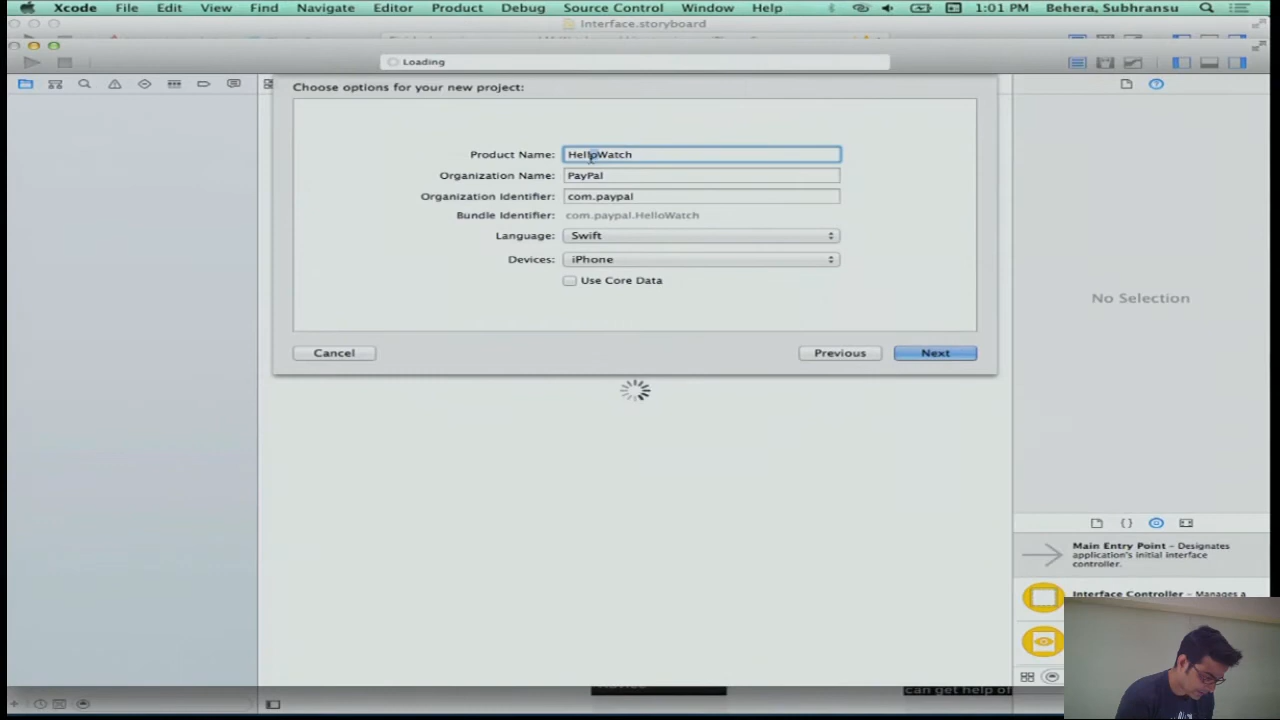 Xcode File Edit View Find Navigate Editor Product Debug Source Control Window Help 1:01 PM Behera, Subhransu
Interface.storyboard
Loading
Choose options for your new project:
Product Name: HelloWatch
Organization Name: PayPal
Organization Identifier: com.paypal
Bundle Identifier: com.paypal.HelloWatch
Language: Swift
Devices: iPhone
Use Core Data
Cancel Previous Next
No Selection
Main Entry Point – Designates
application's initial interface
controller.
Interface Controller – Manages a
can get help of